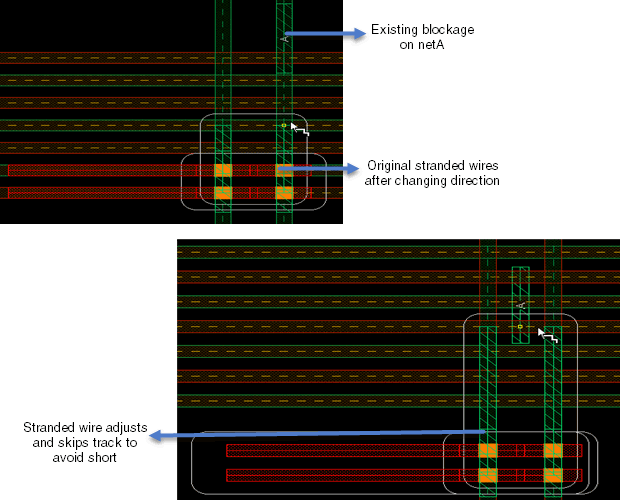 Existing blockage
on netA
A
Original stranded wires
after changing direction
A
Stranded wire adjusts
and skips track to
avoid short